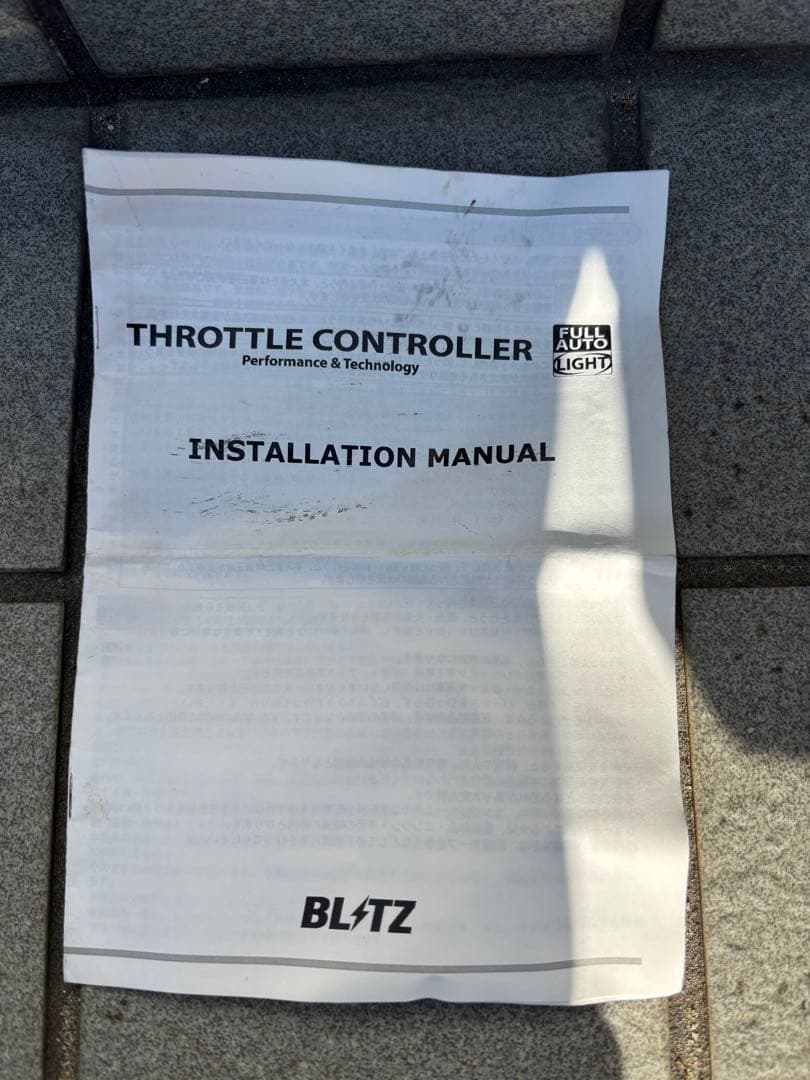 THROTTLE CONTROLLER
Performance & Technology
FULL
AUTO
LIGHT
INSTALLATION MANUAL
BLITZ